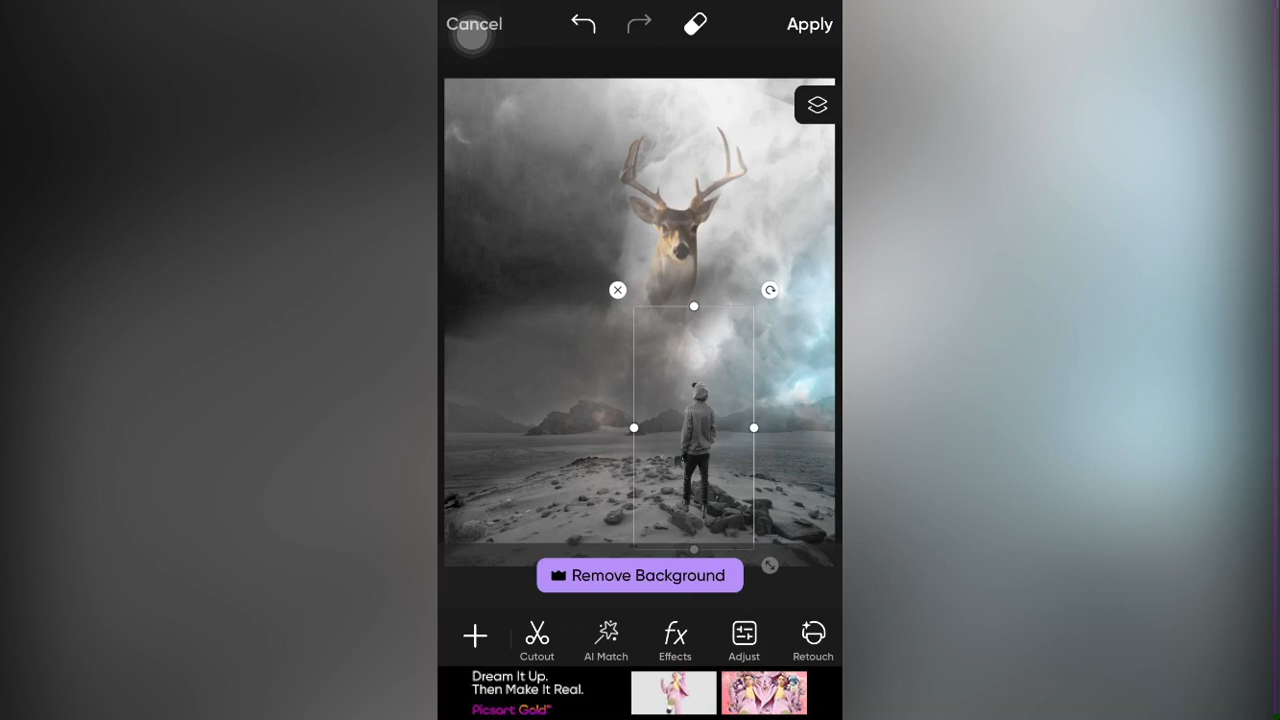 Cancel
Apply
Remove Background
fx
Cutout
AI Match
Effects
Adjust
Retouch
Dream It Up.
Then Make It Real.
Picsart Gold™